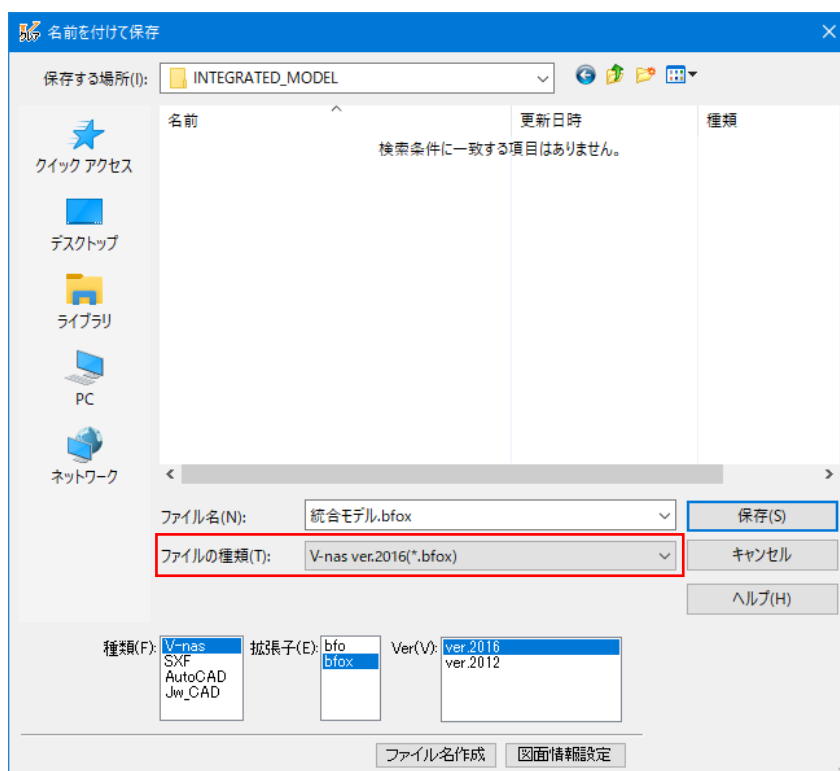 名前を付けて保存
保存する場所(I): INTEGRATED_MODEL
名前 更新日時 種類
検索条件に一致する項目はありません。
クイック アクセス
デスクトップ
ライブラリ
PC
ネットワーク
ファイル名(N): 統合モデル.bfox 保存(S)
ファイルの種類(T): V-nas ver.2016(*.bfox) キャンセル
ヘルプ(H)
種類(F): V-nas 拡張子(E): bfo Ver(V): ver.2016
SXF bfox ver.2012
AutoCAD
Jw_CAD
ファイル名作成 図面情報設定